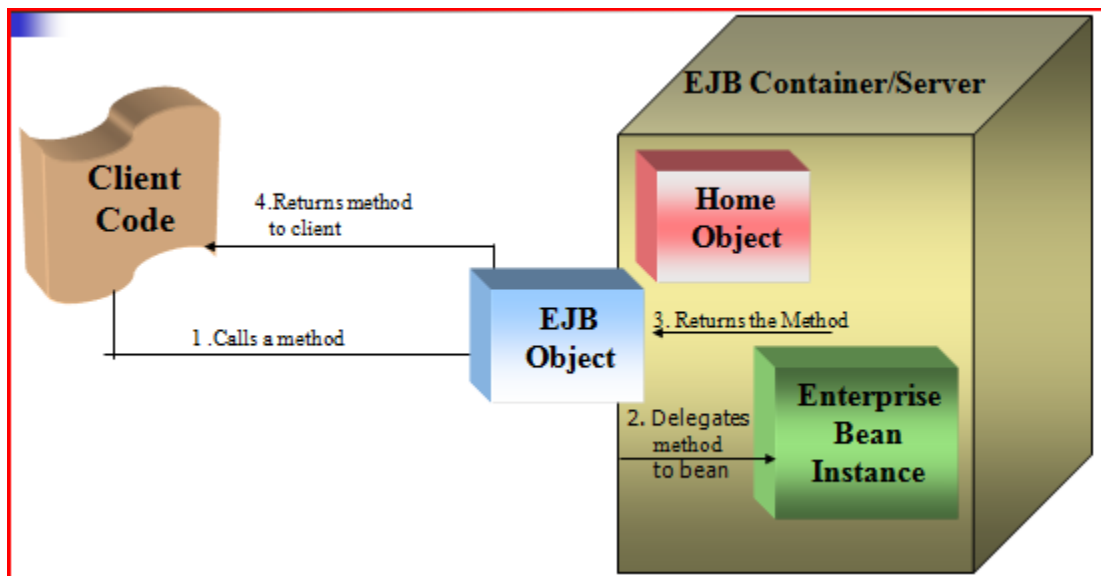 EJB Container/Server
Client
Code
4.Returns method
to client
Home
Object
EJB
Object
3. Returns the Method
1 .Calls a method
2. Delegates
method
to bean
Enterprise
Bean
Instance